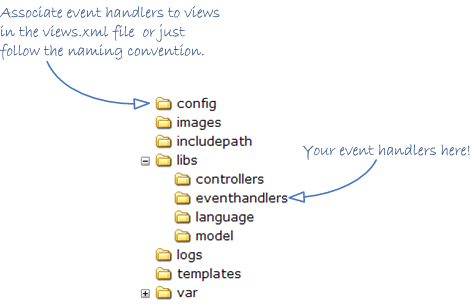 Associate event handlers to views
in the views.xml file or just
follow the naming convention.
config
images
includepath
libs
Your event handlers here!
controllers
eventhandlers
language
model
logs
templates
var